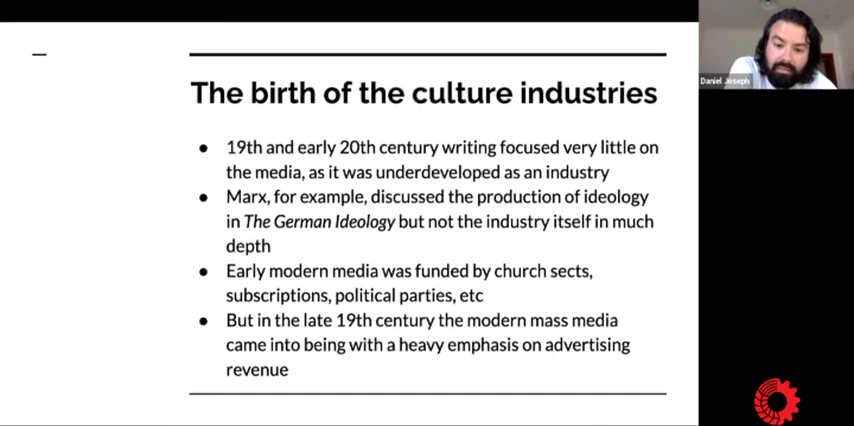 The birth of the culture industries
● 19th and early 20th century writing focused very little on
the media, as it was underdeveloped as an industry
● Marx, for example, discussed the production of ideology
in The German Ideology but not the industry itself in much
depth
● Early modern media was funded by church sects,
subscriptions, political parties, etc
● But in the late 19th century the modern mass media
came into being with a heavy emphasis on advertising
revenue
Daniel Joseph